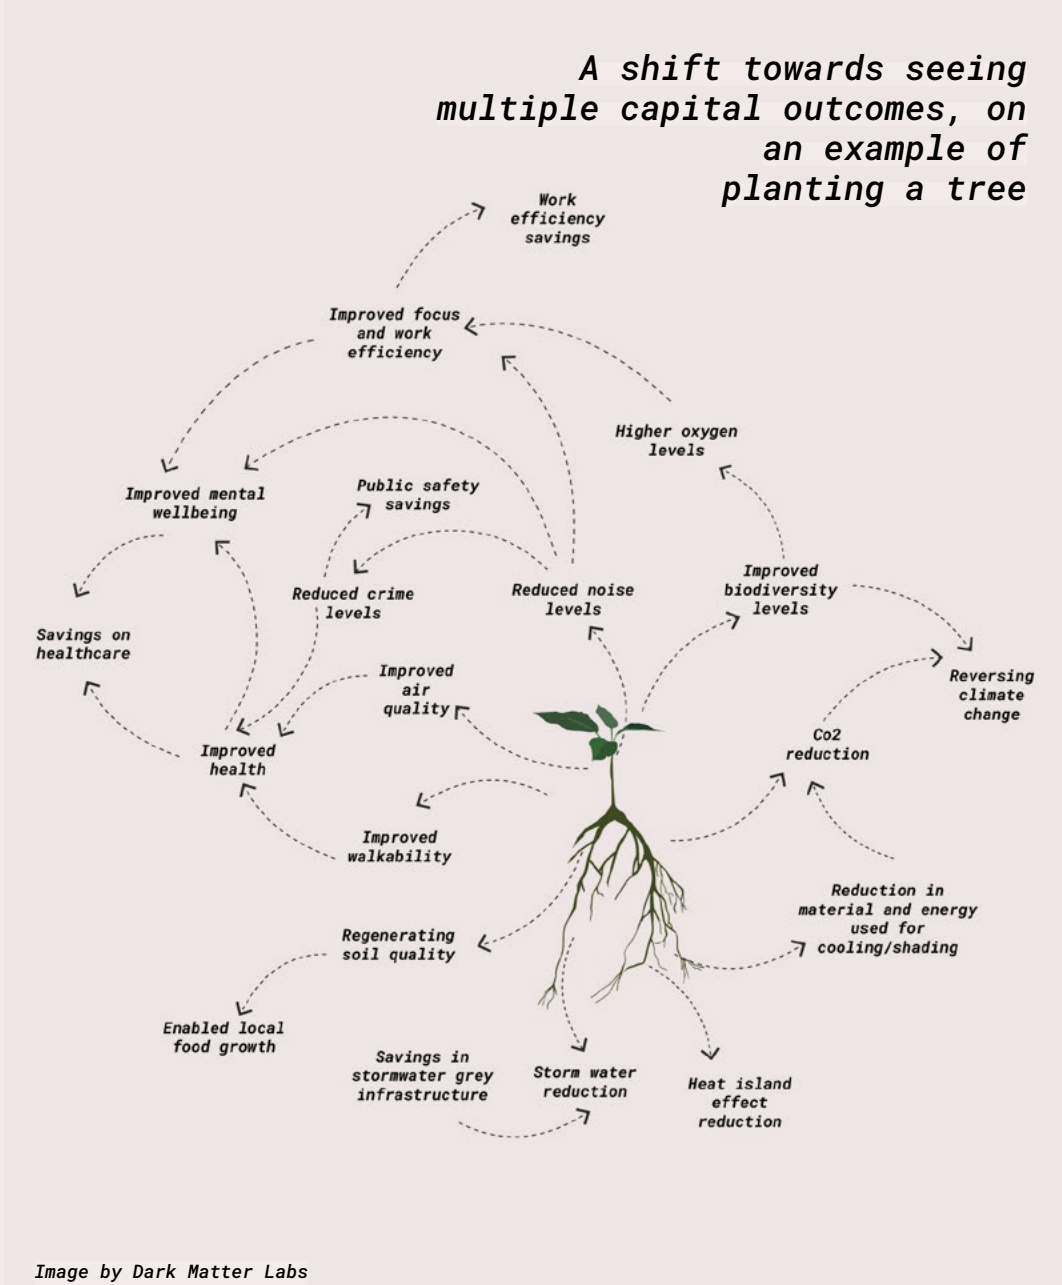 A shift towards seeing
multiple capital outcomes, on
an example of
planting a tree
Work
efficiency
savings
Improved focus
and work
efficiency
Higher oxygen
levels
Improved mental
wellbeing
Public safety
savings
Reduced crime
levels
Reduced noise
levels
Improved
biodiversity
levels
Savings on
healthcare
Improved
air
quality
Reversing
climate
change
Improved
health
Co2
reduction
Improved
walkability
Reduction in
material and energy
used for
cooling/shading
Regenerating
soil quality
Enabled local
food growth
Savings in
stormwater grey
infrastructure
Storm water
reduction
Heat island
effect
reduction
Image by Dark Matter Labs